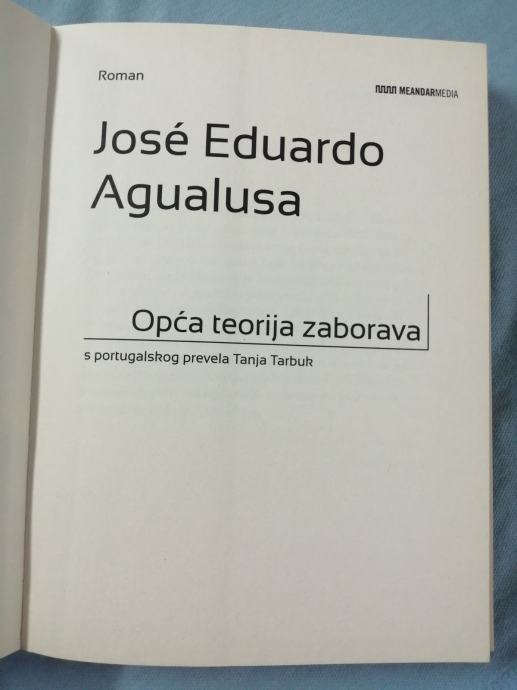 Roman
MEANDARMEDIA
José Eduardo
Agualusa
Opća teorija zaborava
s portugalskog prevela Tanja Tarbuk